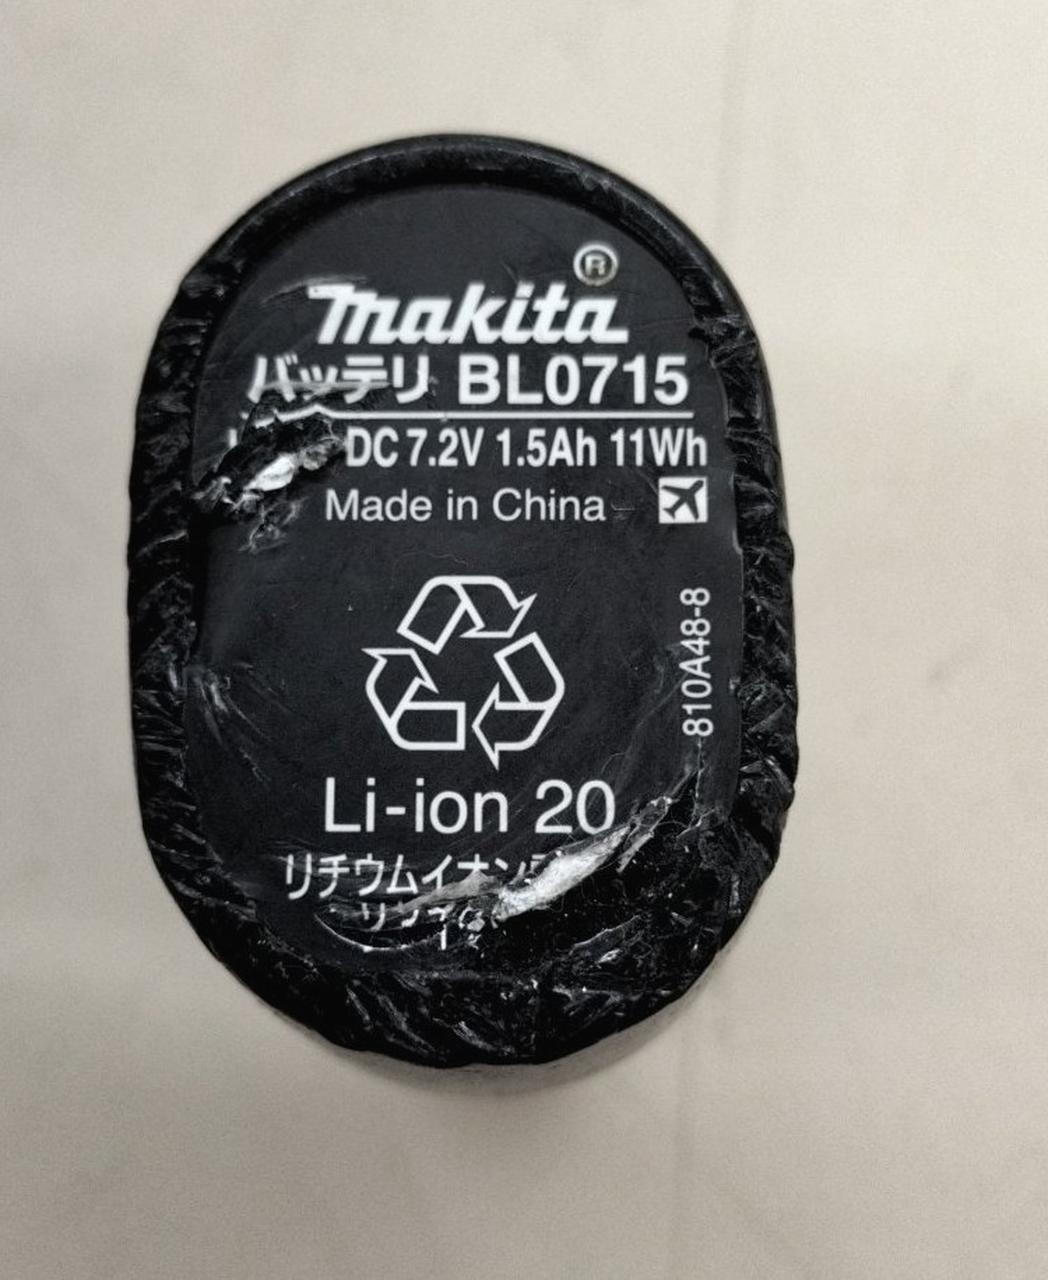 makita®
バッテリ BL0715
DC 7.2V 1.5Ah 11Wh
Made in China
810A48-8
Li-ion 20
リチウムイオン